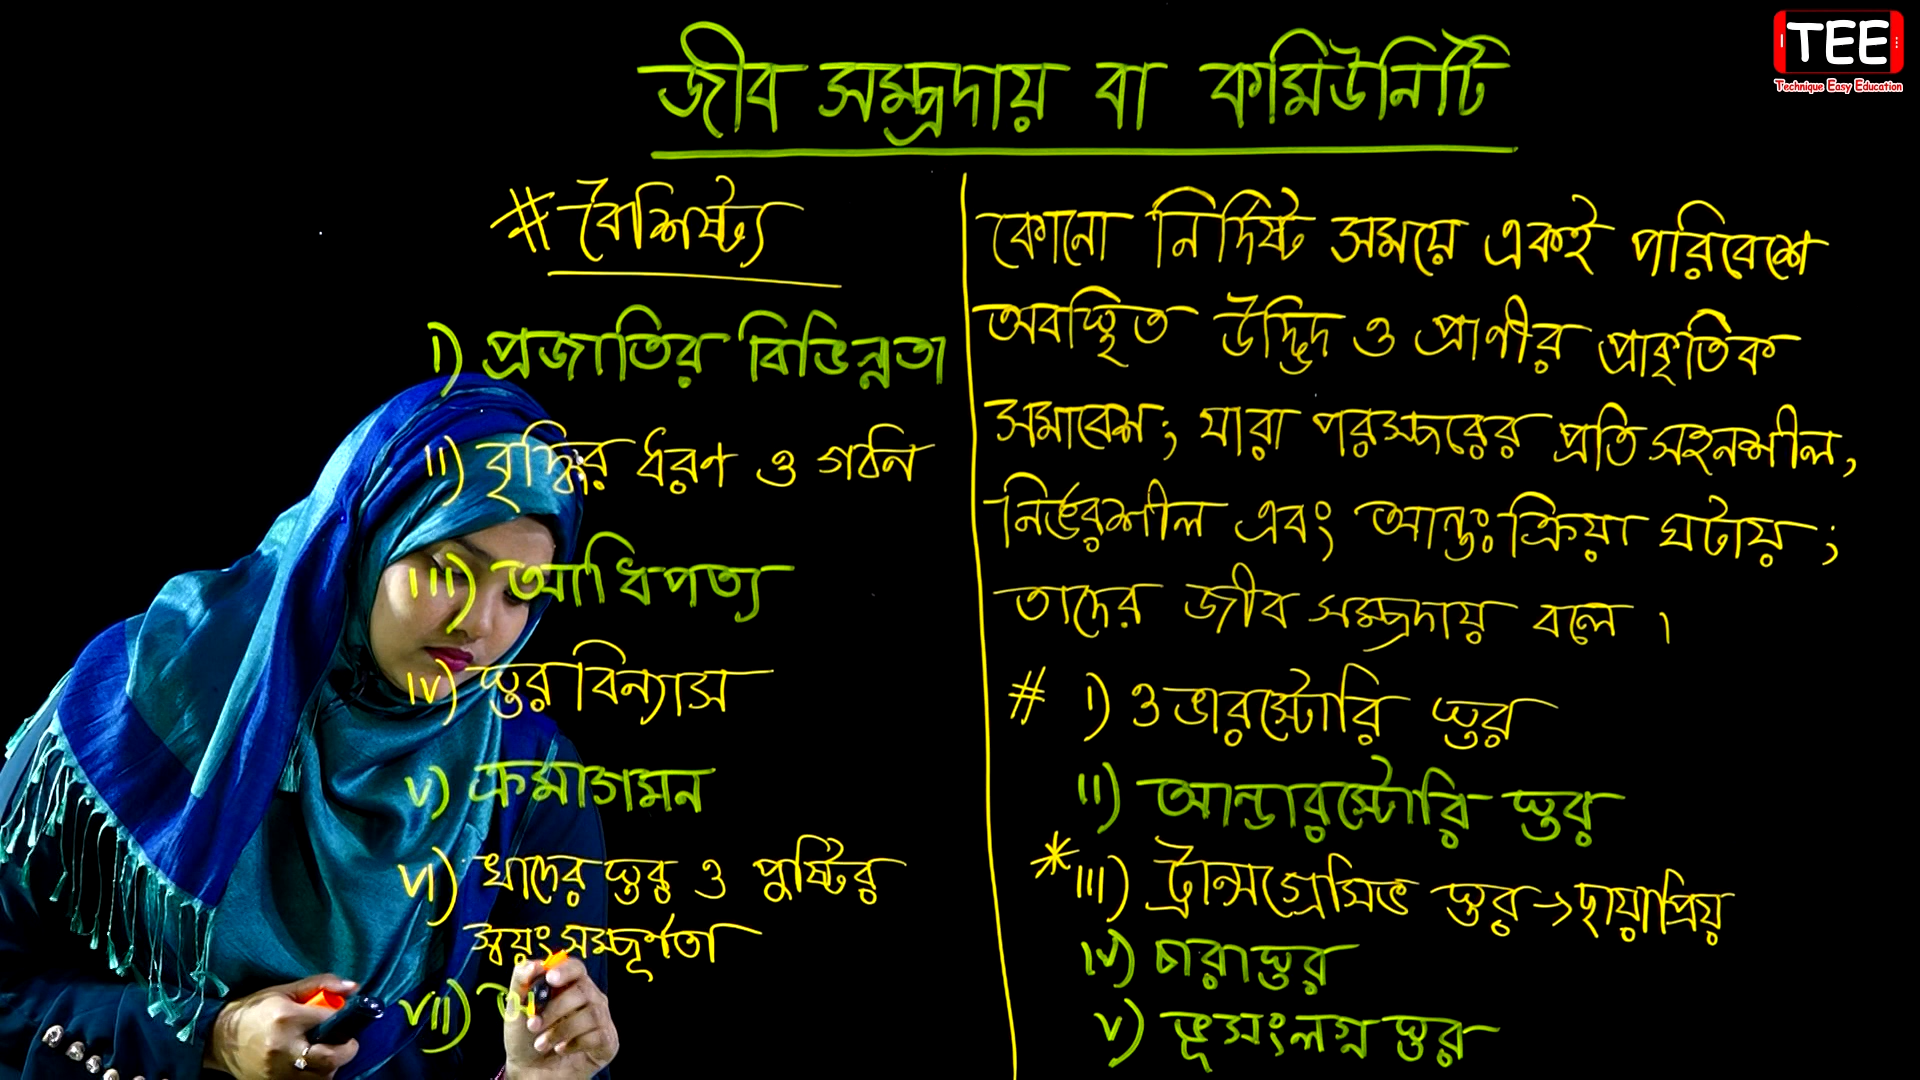 TEE
Technique Easy Education
জীব সম্প্রদায় বা কমিউনিটি
# বৈশিষ্ট্য
i) প্রজাতির বিভিন্নতা
ii) বৃদ্ধির ধরণ ও গঠন
iii) আধিপত্য
iv) স্তর বিন্যাস
v) ক্রমাগমন
vi) খাদ্যের স্তর ও পুষ্টির
স্বয়ংসম্পূর্ণতা
vii) অ
কোনো নির্দিষ্ট সময়ে একই পরিবেশে
অবস্থিত উদ্ভিদ ও প্রাণীর প্রাকৃতিক
সমাবেশ; যারা পরস্পরের প্রতি সহনশীল,
নির্ভরশীল এবং আন্তঃক্রিয়া ঘটায়;
তাদের জীব সম্প্রদায় বলে।
# i) ওভারস্টোরি স্তর
ii) আন্ডারস্টোরি স্তর
*iii) ট্রান্সগ্রেসিভ স্তর → ছায়াপ্রিয়
iv) চারাস্তর
v) ভূসংলগ্ন স্তর